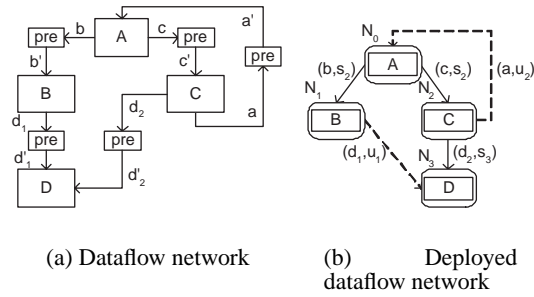 a'
b
pre
A
c
pre
pre
b'
c'
B
d₂
C
a
d₁
pre
pre
d'₁
d'₂
D
(a) Dataflow network
N₀
A
(b,s₂)
(c,s₂)
(a,u₂)
N₁
N₂
B
C
(d₁,u₁)
N₃
(d₂,s₃)
D
(b) Deployed
dataflow network